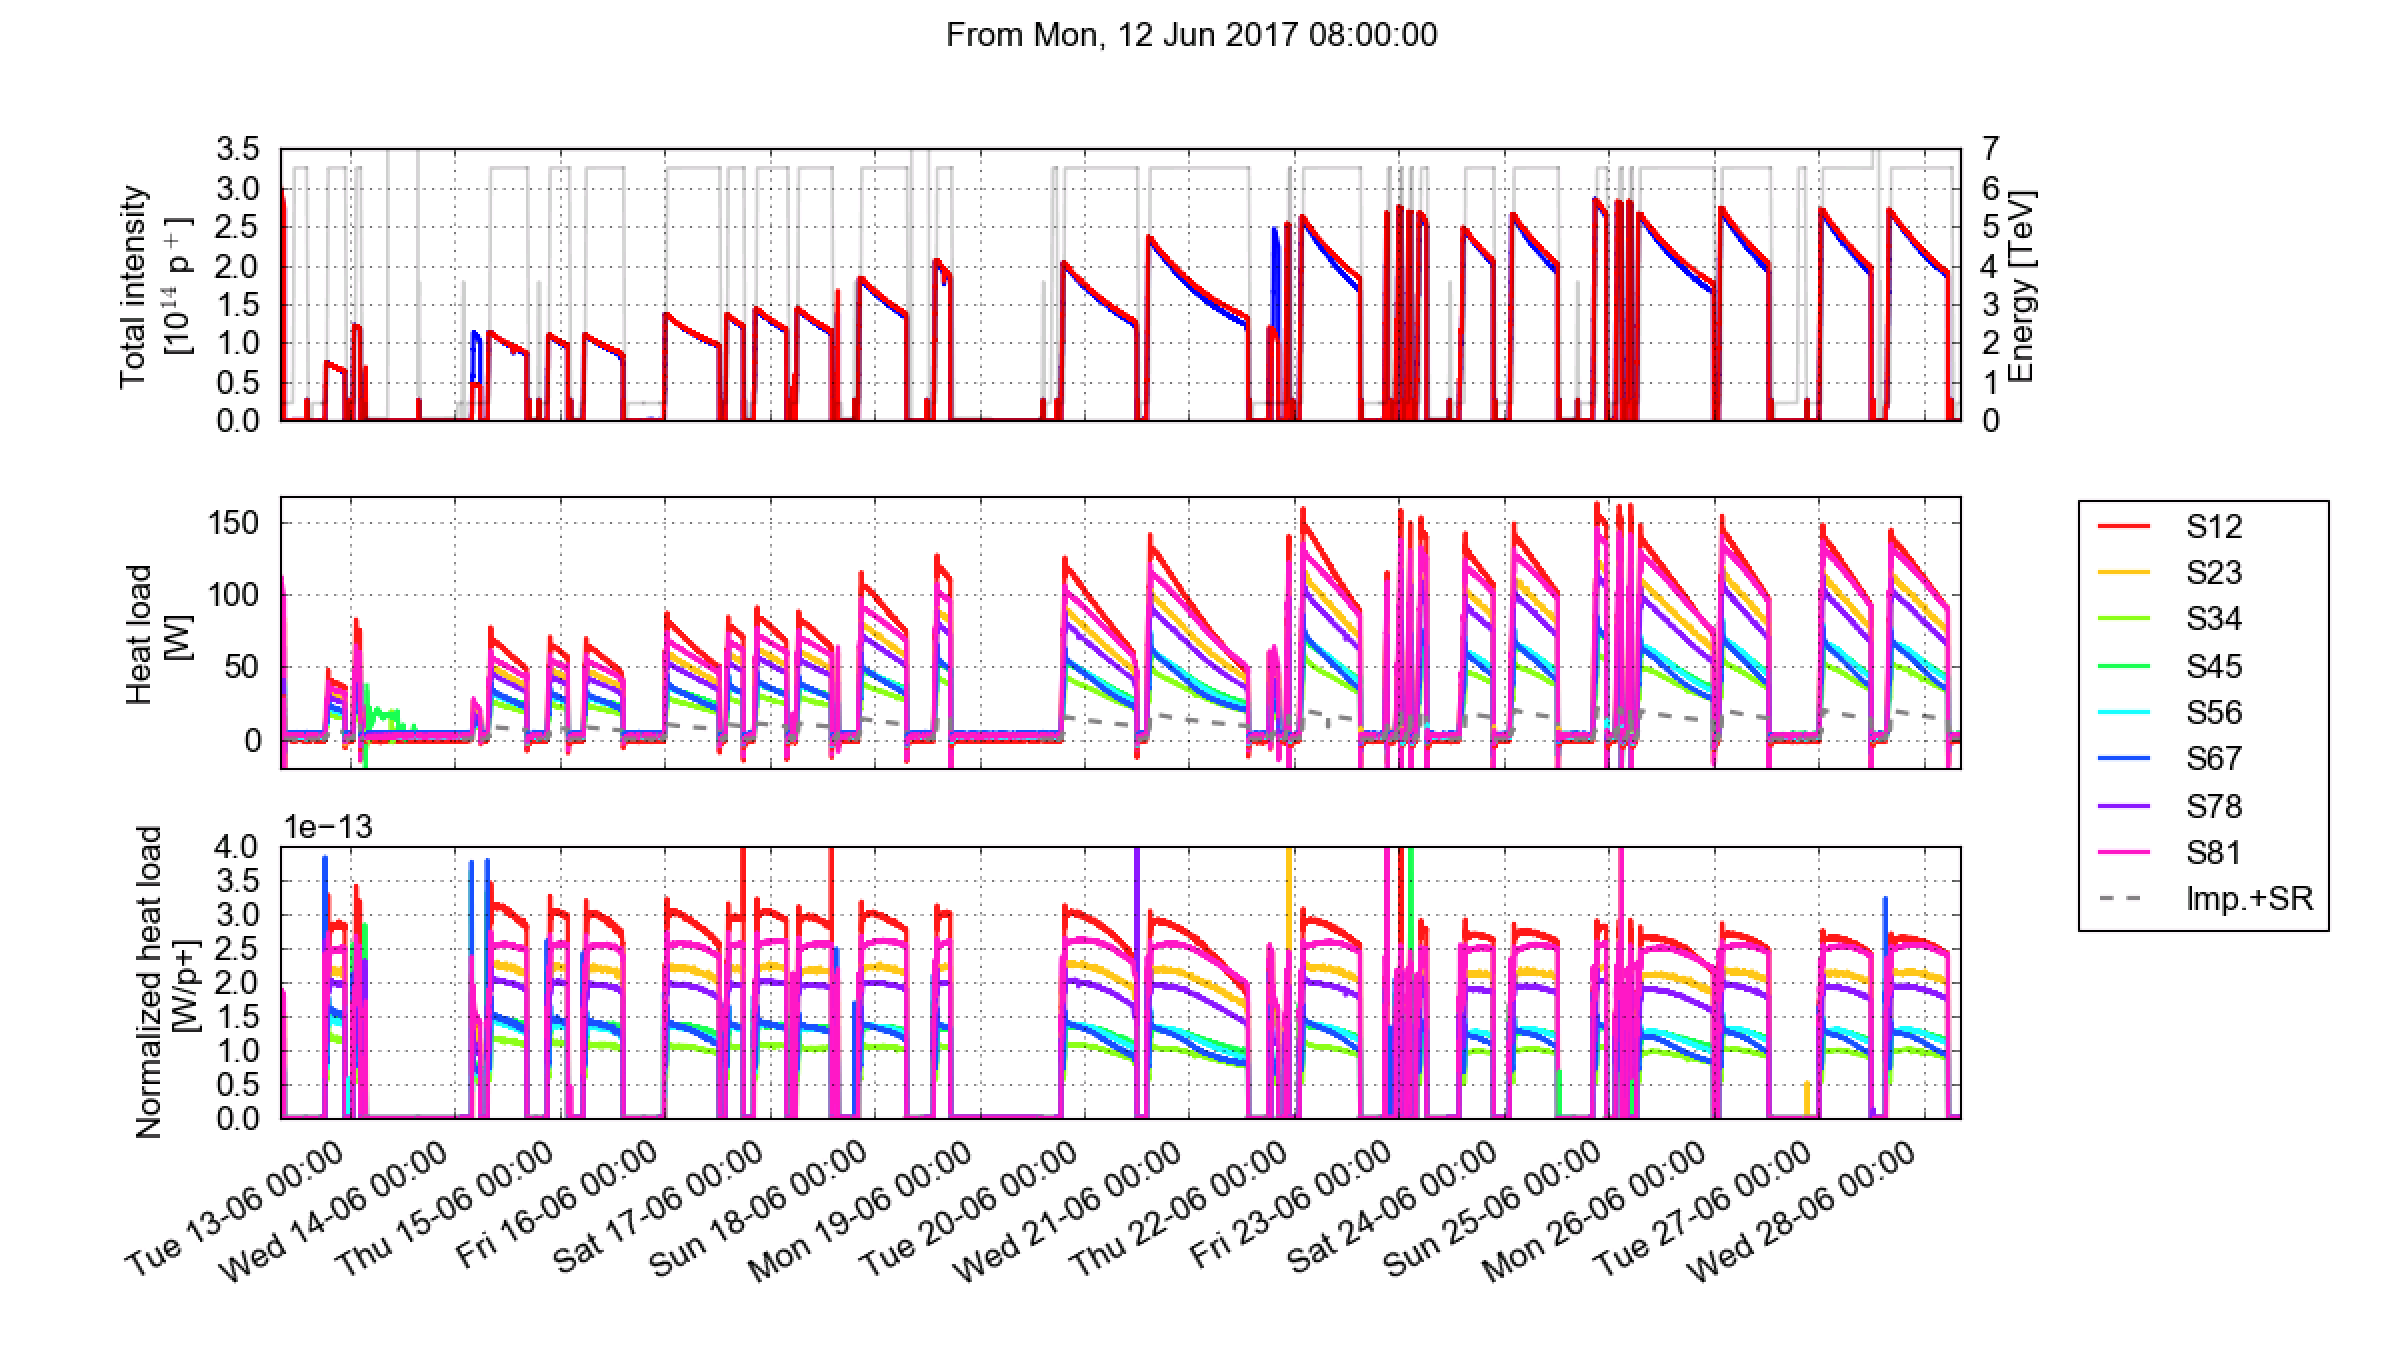 From Mon, 12 Jun 2017 08:00:00
Total intensity
[10¹⁴ p⁺]
3.5
3.0
2.5
2.0
1.5
1.0
0.5
0.0
7
6
5
4
3
2
1
0
Energy [TeV]
Heat load
[W]
150
100
50
0
S12
S23
S34
S45
S56
S67
S78
S81
Imp.+SR
Normalized heat load
[W/p+]
1e−13
4.0
3.5
3.0
2.5
2.0
1.5
1.0
0.5
0.0
Tue 13-06 00:00
Wed 14-06 00:00
Thu 15-06 00:00
Fri 16-06 00:00
Sat 17-06 00:00
Sun 18-06 00:00
Mon 19-06 00:00
Tue 20-06 00:00
Wed 21-06 00:00
Thu 22-06 00:00
Fri 23-06 00:00
Sat 24-06 00:00
Sun 25-06 00:00
Mon 26-06 00:00
Tue 27-06 00:00
Wed 28-06 00:00